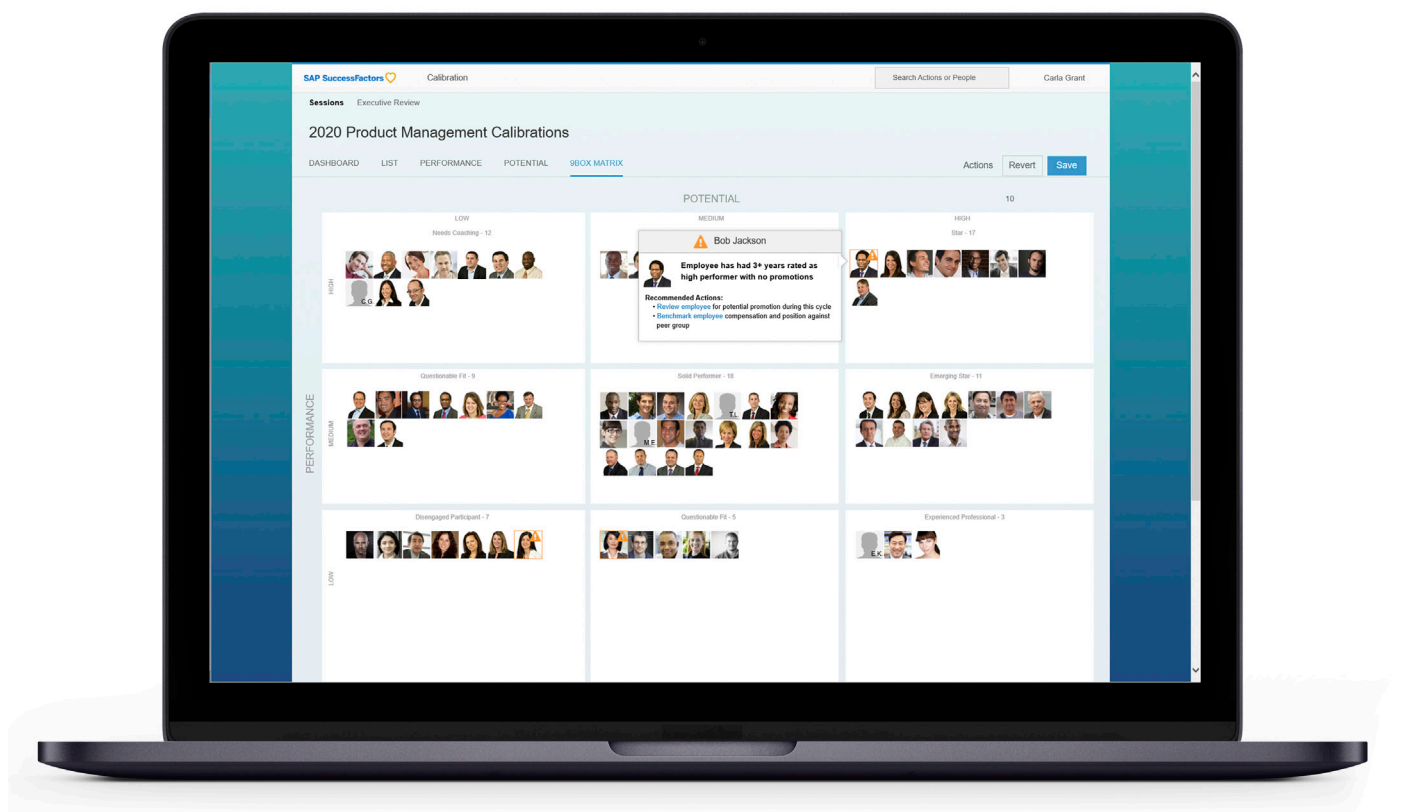 SAP SuccessFactors
Calibration
Search Actions or People
Carla Grant
Sessions Executive Review
2020 Product Management Calibrations
DASHBOARD LIST PERFORMANCE POTENTIAL 9BOX MATRIX
Actions Revert Save
POTENTIAL 10
LOW MEDIUM HIGH
Needs Coaching - 12
Star - 17
Bob Jackson
Employee has had 3+ years rated as
high performer with no promotions
Recommended Actions:
• Review employee for potential promotion during this cycle
• Benchmark employee compensation and position against
peer group
HIGH
C.G.
PERFORMANCE
Questionable Fit - 9
Solid Performer - 18
Emerging Star - 11
MEDIUM
T.L.
M.E.
Disengaged Participant - 7
Questionable Fit - 5
Experienced Professional - 3
E.K.
LOW